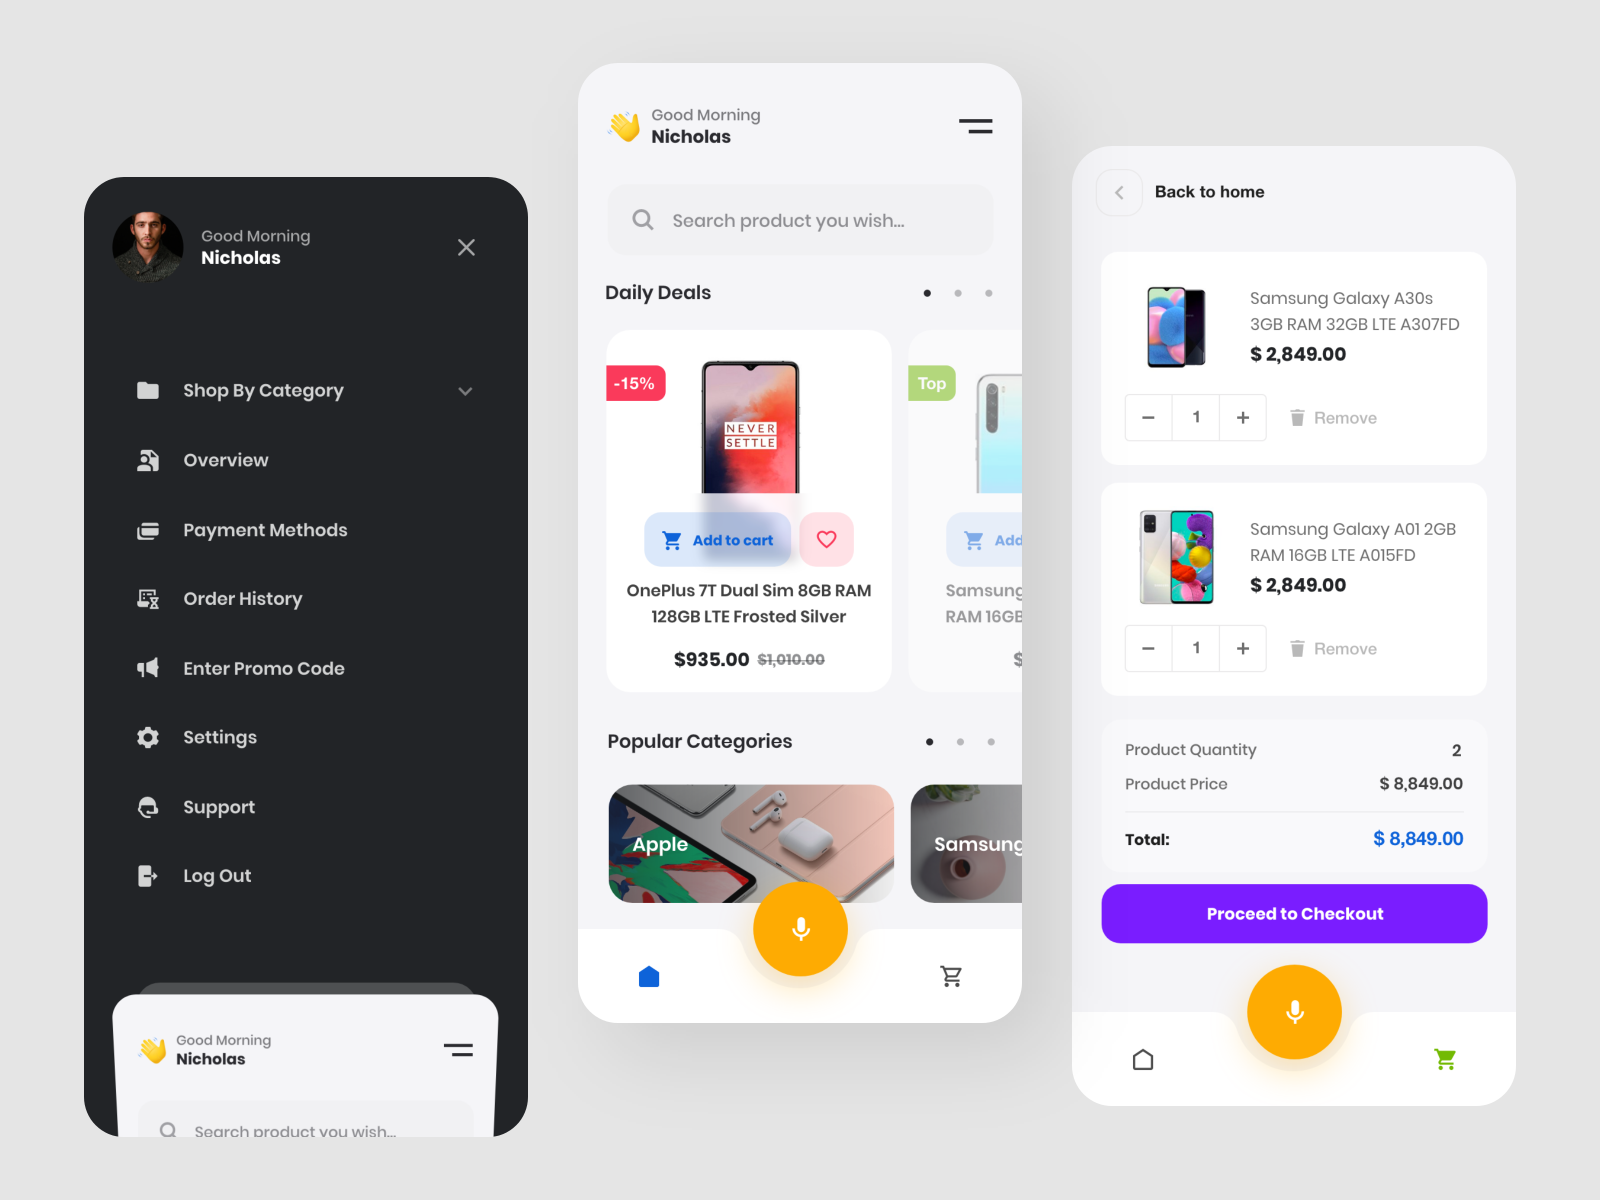 Good Morning
Nicholas
Shop By Category
Overview
Payment Methods
Order History
Enter Promo Code
Settings
Support
Log Out
Good Morning
Nicholas
Search product you wish...
Good Morning
Nicholas
Search product you wish...
Daily Deals
-15%
NEVER
SETTLE
Add to cart
OnePlus 7T Dual Sim 8GB RAM
128GB LTE Frosted Silver
$935.00 $1,010.00
Top
Add
Samsung
RAM 16GB
$
Popular Categories
Apple
Samsung
Back to home
Samsung Galaxy A30s
3GB RAM 32GB LTE A307FD
$ 2,849.00
1
Remove
Samsung Galaxy A01 2GB
RAM 16GB LTE A015FD
$ 2,849.00
1
Remove
Product Quantity 2
Product Price $ 8,849.00
Total: $ 8,849.00
Proceed to Checkout